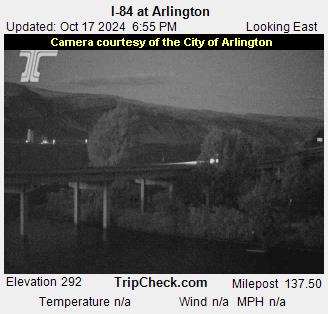 I-84 at Arlington
Updated: Oct 17 2024 6:55 PM Looking East
Camera courtesy of the City of Arlington
Elevation 292 TripCheck.com Milepost 137.50
Temperature n/a Wind n/a MPH n/a